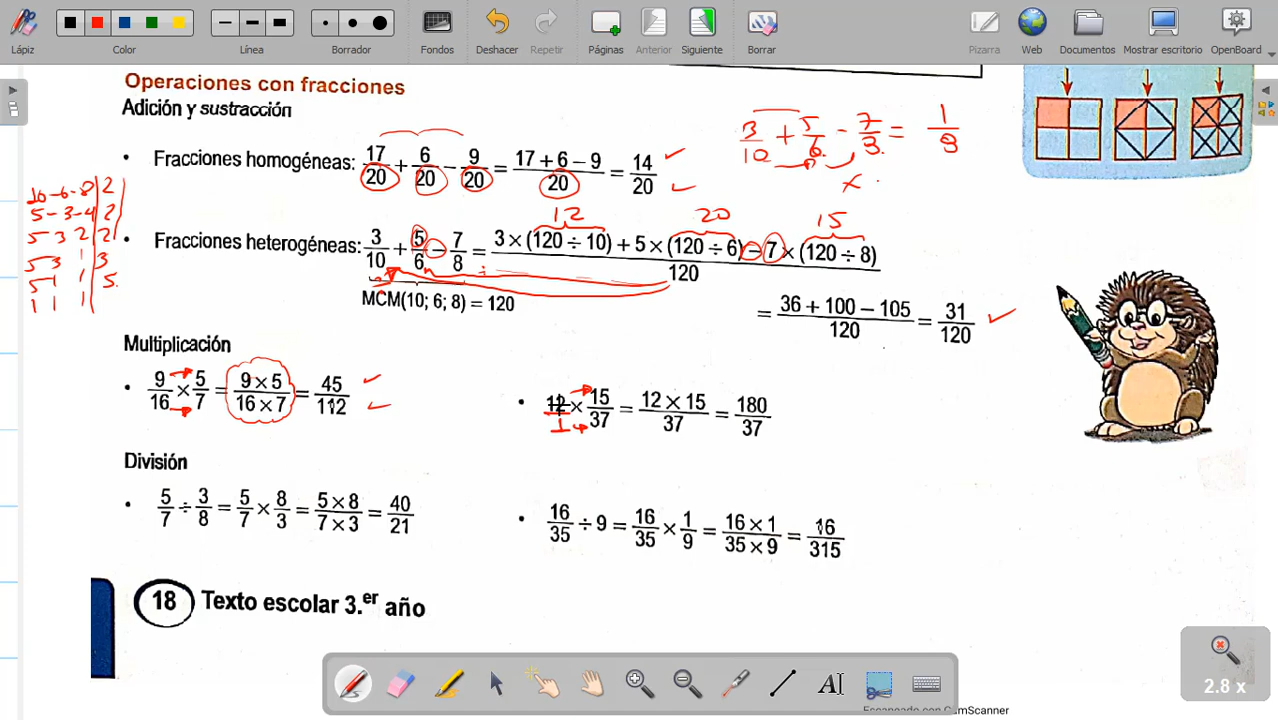 Lápiz Color Línea Borrador Fondos Deshacer Repetir Páginas Anterior Siguiente Borrar Pizarra Web Documentos Mostrar escritorio OpenBoard
Operaciones con fracciones
Adición y sustracción
• Fracciones homogéneas: 17/20 + 6/20 − 9/20 = 17 + 6 − 9/20 = 14/20
3/10 + 5/6 − 7/3 = 1/9
x
10-6-8 | 2
5-3-4 | 2
5 3 2 | 2
5 3 1 | 3
5 1 1 | 5
1 1 1
12 20 15
• Fracciones heterogéneas: 3/10 + 5/6 − 7/8 = 3 × (120 ÷ 10) + 5 × (120 ÷ 6) − 7 × (120 ÷ 8)/120
MCM(10; 6; 8) = 120
= 36 + 100 − 105/120 = 31/120
Multiplicación
• 9/16 × 5/7 = 9 × 5/16 × 7 = 45/112
• 12/1 × 15/37 = 12 × 15/37 = 180/37
División
• 5/7 ÷ 3/8 = 5/7 × 8/3 = 5 × 8/7 × 3 = 40/21
• 16/35 ÷ 9 = 16/35 × 1/9 = 16 × 1/35 × 9 = 16/315
18 Texto escolar 3.er año
2.8 x
Escaneado con CamScanner